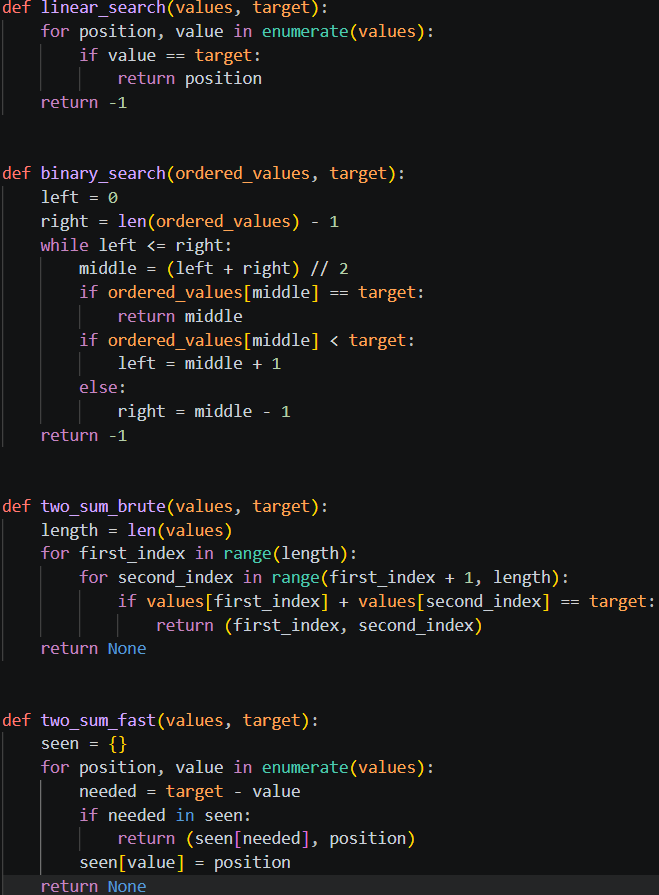 def linear_search(values, target):
    for position, value in enumerate(values):
        if value == target:
            return position
    return -1


def binary_search(ordered_values, target):
    left = 0
    right = len(ordered_values) - 1
    while left <= right:
        middle = (left + right) // 2
        if ordered_values[middle] == target:
            return middle
        if ordered_values[middle] < target:
            left = middle + 1
        else:
            right = middle - 1
    return -1


def two_sum_brute(values, target):
    length = len(values)
    for first_index in range(length):
        for second_index in range(first_index + 1, length):
            if values[first_index] + values[second_index] == target:
                return (first_index, second_index)
    return None


def two_sum_fast(values, target):
    seen = {}
    for position, value in enumerate(values):
        needed = target - value
        if needed in seen:
            return (seen[needed], position)
        seen[value] = position
    return None